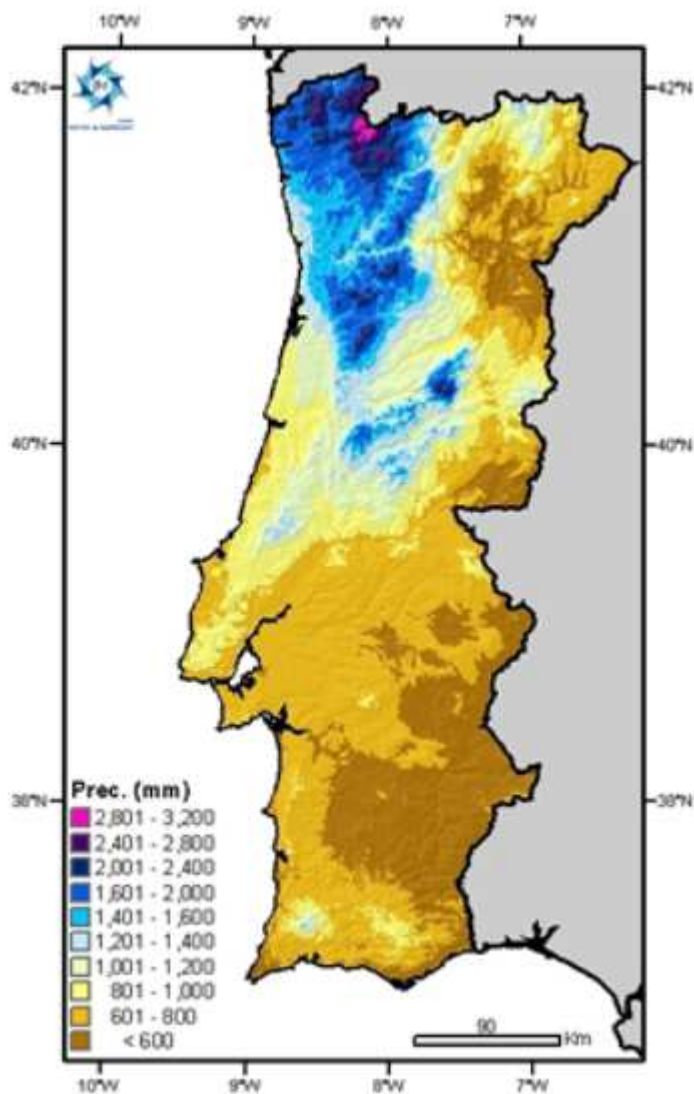 10°W 9°W 8°W 7°W
42°N 42°N
40°N 40°N
38°N 38°N
Prec. (mm)
2,801 - 3,200
2,401 - 2,800
2,001 - 2,400
1,601 - 2,000
1,401 - 1,600
1,201 - 1,400
1,001 - 1,200
801 - 1,000
601 - 800
< 600
90
Km
10°W 9°W 8°W 7°W